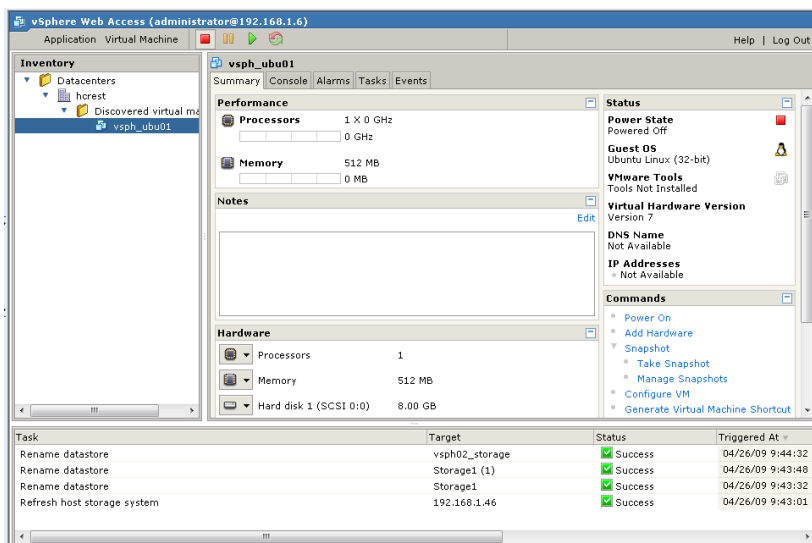 vSphere Web Access (administrator@192.168.1.6)
Application Virtual Machine Help | Log Out
Inventory
Datacenters
hcrest
Discovered virtual ma
vsph_ubu01
vsph_ubu01
Summary Console Alarms Tasks Events
Performance
Processors 1 X 0 GHz
0 GHz
Memory 512 MB
0 MB
Notes
Edit
Hardware
Processors 1
Memory 512 MB
Hard disk 1 (SCSI 0:0) 8.00 GB
Status
Power State
Powered Off
Guest OS
Ubuntu Linux (32-bit)
VMware Tools
Tools Not Installed
Virtual Hardware Version
Version 7
DNS Name
Not Available
IP Addresses
Not Available
Commands
Power On
Add Hardware
Snapshot
Take Snapshot
Manage Snapshots
Configure VM
Generate Virtual Machine Shortcut
Task Target Status Triggered At
Rename datastore vsph02_storage Success 04/26/09 9:44:32
Rename datastore Storage1 (1) Success 04/26/09 9:43:48
Rename datastore Storage1 Success 04/26/09 9:43:32
Refresh host storage system 192.168.1.46 Success 04/26/09 9:43:01